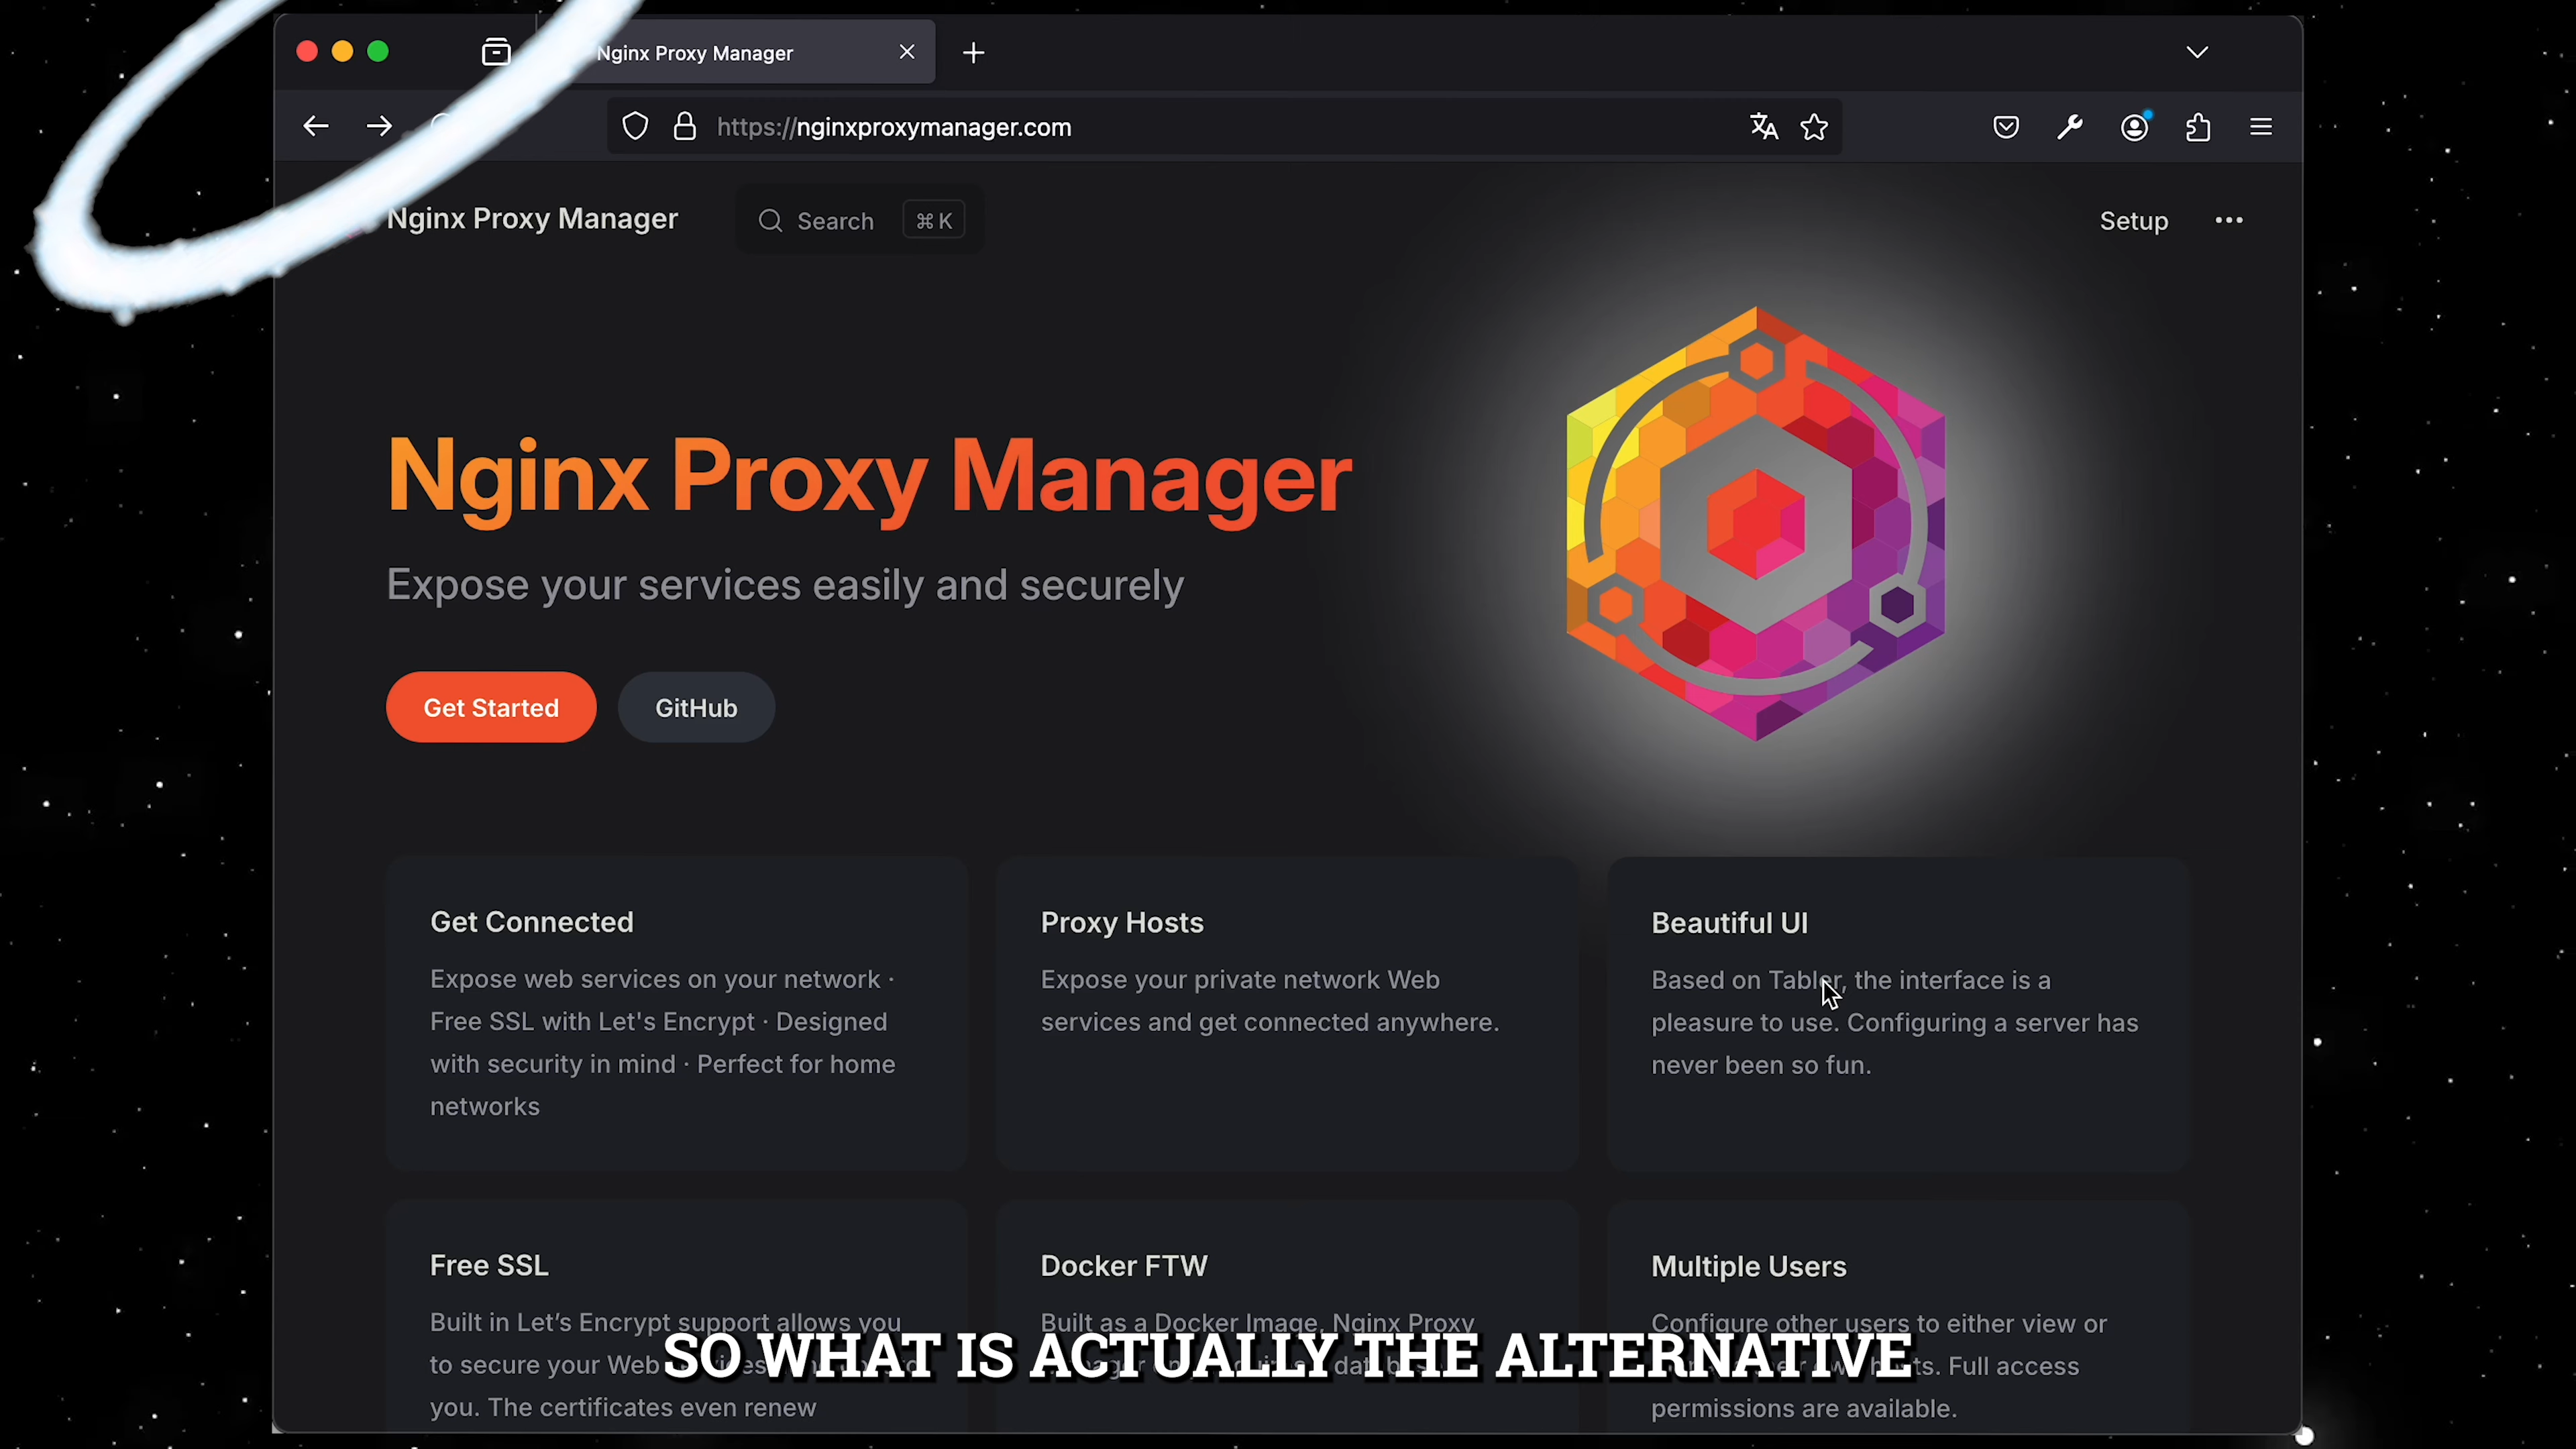 Nginx Proxy Manager
https://nginxproxymanager.com
Nginx Proxy Manager
Search
⌘ K
Setup
Nginx Proxy Manager
Expose your services easily and securely
Get Started
GitHub
Get Connected
Expose web services on your network ·
Free SSL with Let's Encrypt · Designed
with security in mind · Perfect for home
networks
Proxy Hosts
Expose your private network Web
services and get connected anywhere.
Beautiful UI
Based on Tabler, the interface is a
pleasure to use. Configuring a server has
never been so fun.
Free SSL
Built in Let's Encrypt support allows you
to secure your Web
you. The certificates even renew
Docker FTW
Built as a Docker Image, Nginx Proxy
Multiple Users
Configure other users to either view or
hosts. Full access
permissions are available.
SO WHAT IS ACTUALLY THE ALTERNATIVE